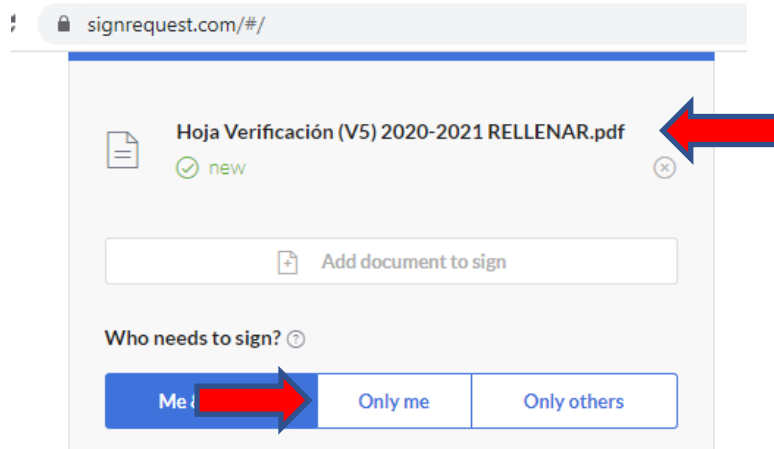 signrequest.com/#/
Hoja Verificación (V5) 2020-2021 RELLENAR.pdf
new
Add document to sign
Who needs to sign?
Me
Only me
Only others